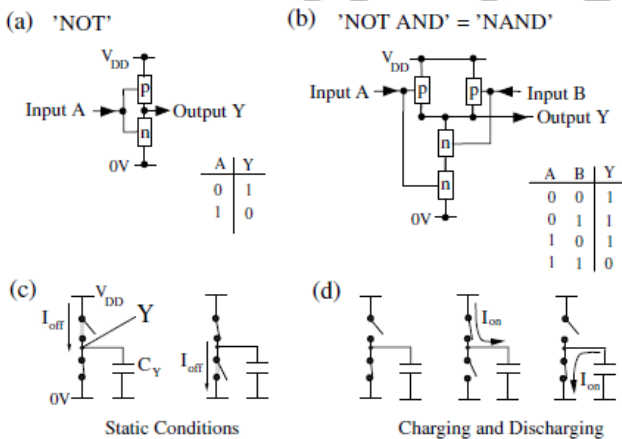 (a) 'NOT'
V_DD
p
Input A
Output Y
n
0V
A Y
0 1
1 0
(b) 'NOT AND' = 'NAND'
V_DD
Input A
p
p
Input B
Output Y
n
n
0V
A B Y
0 0 1
0 1 1
1 0 1
1 1 0
(c)
V_DD
I_off
Y
C_Y
0V
I_off
Static Conditions
(d)
I_on
I_on
Charging and Discharging